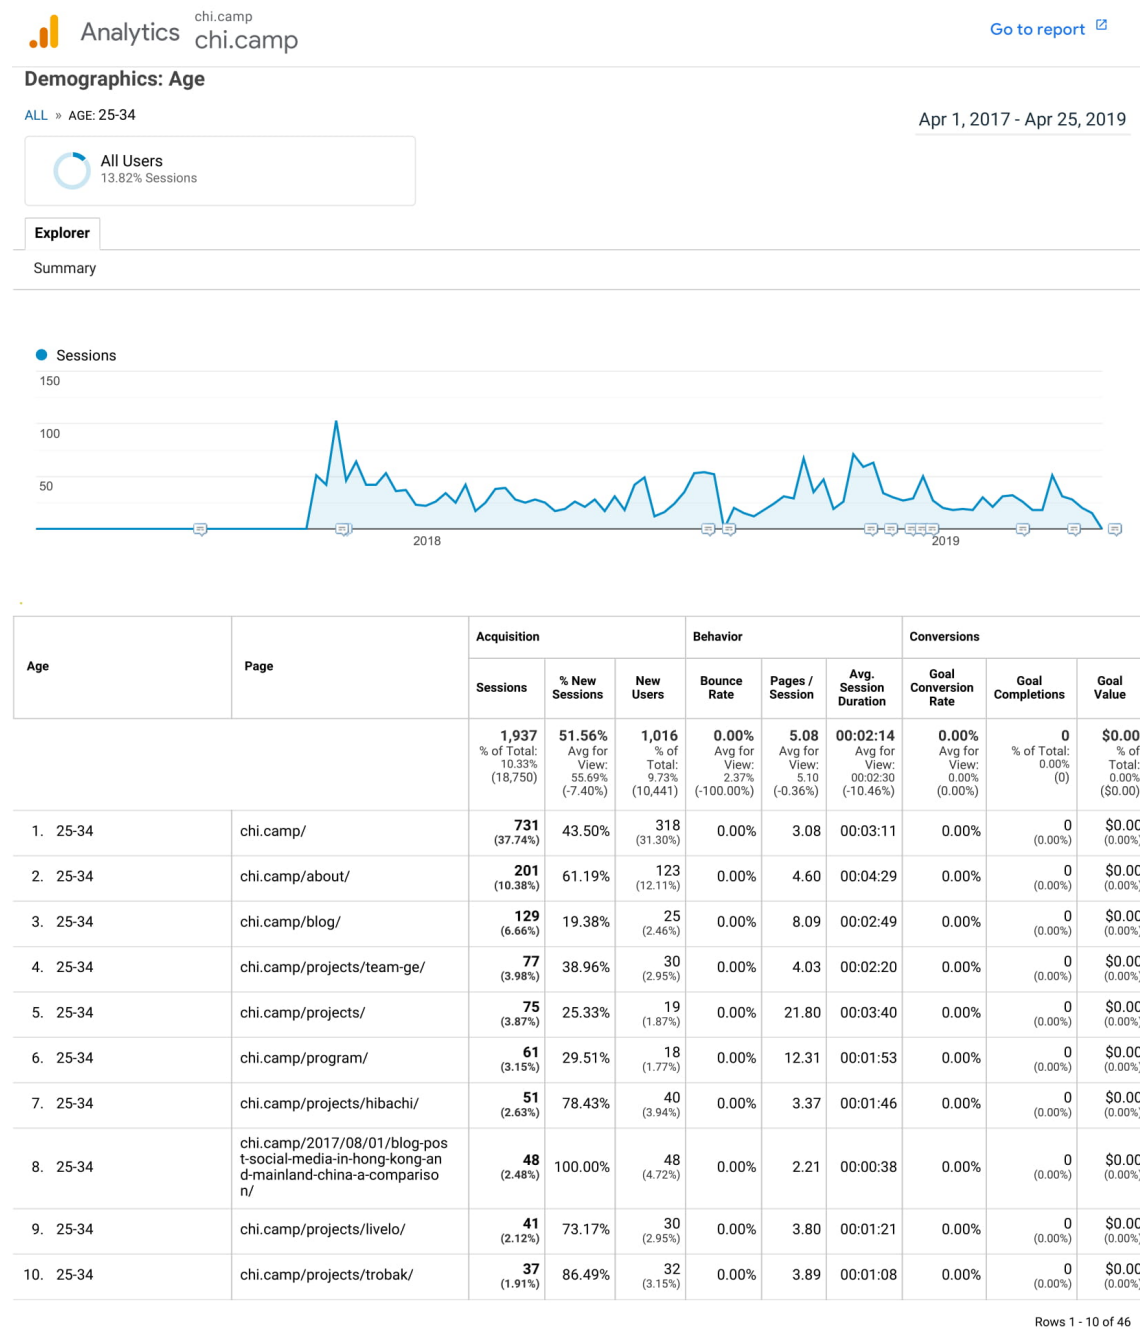 Analytics
chi.camp
chi.camp
Go to report
Demographics: Age
ALL » AGE: 25-34
Apr 1, 2017 - Apr 25, 2019
All Users
13.82% Sessions
Explorer
Summary
Sessions
150
100
50
2018
2019
Age
Page
Acquisition
Behavior
Conversions
Sessions
% New
Sessions
New
Users
Bounce
Rate
Pages /
Session
Avg.
Session
Duration
Goal
Conversion
Rate
Goal
Completions
Goal
Value
1,937
% of Total:
10.33%
(18,750)
51.56%
Avg for
View:
55.69%
(-7.40%)
1,016
% of
Total:
9.73%
(10,441)
0.00%
Avg for
View:
2.37%
(-100.00%)
5.08
Avg for
View:
5.10
(-0.36%)
00:02:14
Avg for
View:
00:02:30
(-10.46%)
0.00%
Avg for
View:
0.00%
(0.00%)
0
% of Total:
0.00%
(0)
$0.00
% of
Total:
0.00%
($0.00)
1. 25-34 chi.camp/ 731 43.50% 318 0.00% 3.08 00:03:11 0.00% 0 $0.00
(37.74%) (31.30%) (0.00%) (0.00%)
2. 25-34 chi.camp/about/ 201 61.19% 123 0.00% 4.60 00:04:29 0.00% 0 $0.00
(10.38%) (12.11%) (0.00%) (0.00%)
3. 25-34 chi.camp/blog/ 129 19.38% 25 0.00% 8.09 00:02:49 0.00% 0 $0.00
(6.66%) (2.46%) (0.00%) (0.00%)
4. 25-34 chi.camp/projects/team-ge/ 77 38.96% 30 0.00% 4.03 00:02:20 0.00% 0 $0.00
(3.98%) (2.95%) (0.00%) (0.00%)
5. 25-34 chi.camp/projects/ 75 25.33% 19 0.00% 21.80 00:03:40 0.00% 0 $0.00
(3.87%) (1.87%) (0.00%) (0.00%)
6. 25-34 chi.camp/program/ 61 29.51% 18 0.00% 12.31 00:01:53 0.00% 0 $0.00
(3.15%) (1.77%) (0.00%) (0.00%)
7. 25-34 chi.camp/projects/hibachi/ 51 78.43% 40 0.00% 3.37 00:01:46 0.00% 0 $0.00
(2.63%) (3.94%) (0.00%) (0.00%)
chi.camp/2017/08/01/blog-pos
t-social-media-in-hong-kong-an
8. 25-34 d-mainland-china-a-compariso 48 100.00% 48 0.00% 2.21 00:00:38 0.00% 0 $0.00
n/ (2.48%) (4.72%) (0.00%) (0.00%)
9. 25-34 chi.camp/projects/livelo/ 41 73.17% 30 0.00% 3.80 00:01:21 0.00% 0 $0.00
(2.12%) (2.95%) (0.00%) (0.00%)
10. 25-34 chi.camp/projects/trobak/ 37 86.49% 32 0.00% 3.89 00:01:08 0.00% 0 $0.00
(1.91%) (3.15%) (0.00%) (0.00%)
Rows 1 - 10 of 46